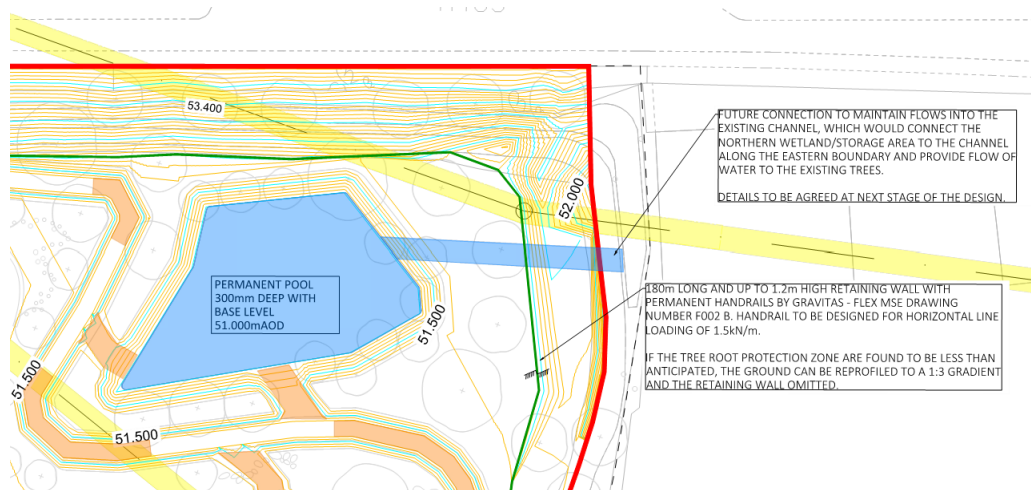 53.400
FUTURE CONNECTION TO MAINTAIN FLOWS INTO THE
EXISTING CHANNEL, WHICH WOULD CONNECT THE
NORTHERN WETLAND/STORAGE AREA TO THE CHANNEL
ALONG THE EASTERN BOUNDARY AND PROVIDE FLOW OF
WATER TO THE EXISTING TREES.
DETAILS TO BE AGREED AT NEXT STAGE OF THE DESIGN.
52.000
PERMANENT POOL
300mm DEEP WITH
BASE LEVEL
51.000mAOD
51.500
180m LONG AND UP TO 1.2m HIGH RETAINING WALL WITH
PERMANENT HANDRAILS BY GRAVITAS - FLEX MSE DRAWING
NUMBER F002 B. HANDRAIL TO BE DESIGNED FOR HORIZONTAL LINE
LOADING OF 1.5kN/m.
IF THE TREE ROOT PROTECTION ZONE ARE FOUND TO BE LESS THAN
ANTICIPATED, THE GROUND CAN BE REPROFILED TO A 1:3 GRADIENT
AND THE RETAINING WALL OMITTED.
51.500
51.500